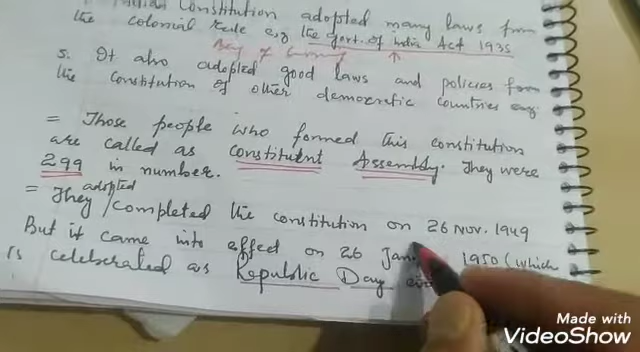 Indian Constitution adopted many laws from
the colonial Rule e.g the Govt. of India Act 1935
5. It also adopted good laws and policies from
the constitution of other democratic countries eg.
= Those people who formed this constitution
are called as Constituent Assembly. They were
299 in number.
= They adopted/completed the constitution on 26 Nov. 1949
But it came into effect on 26 Jan. 1950 (which
is celeberated as Republic Day
Made with
VideoShow